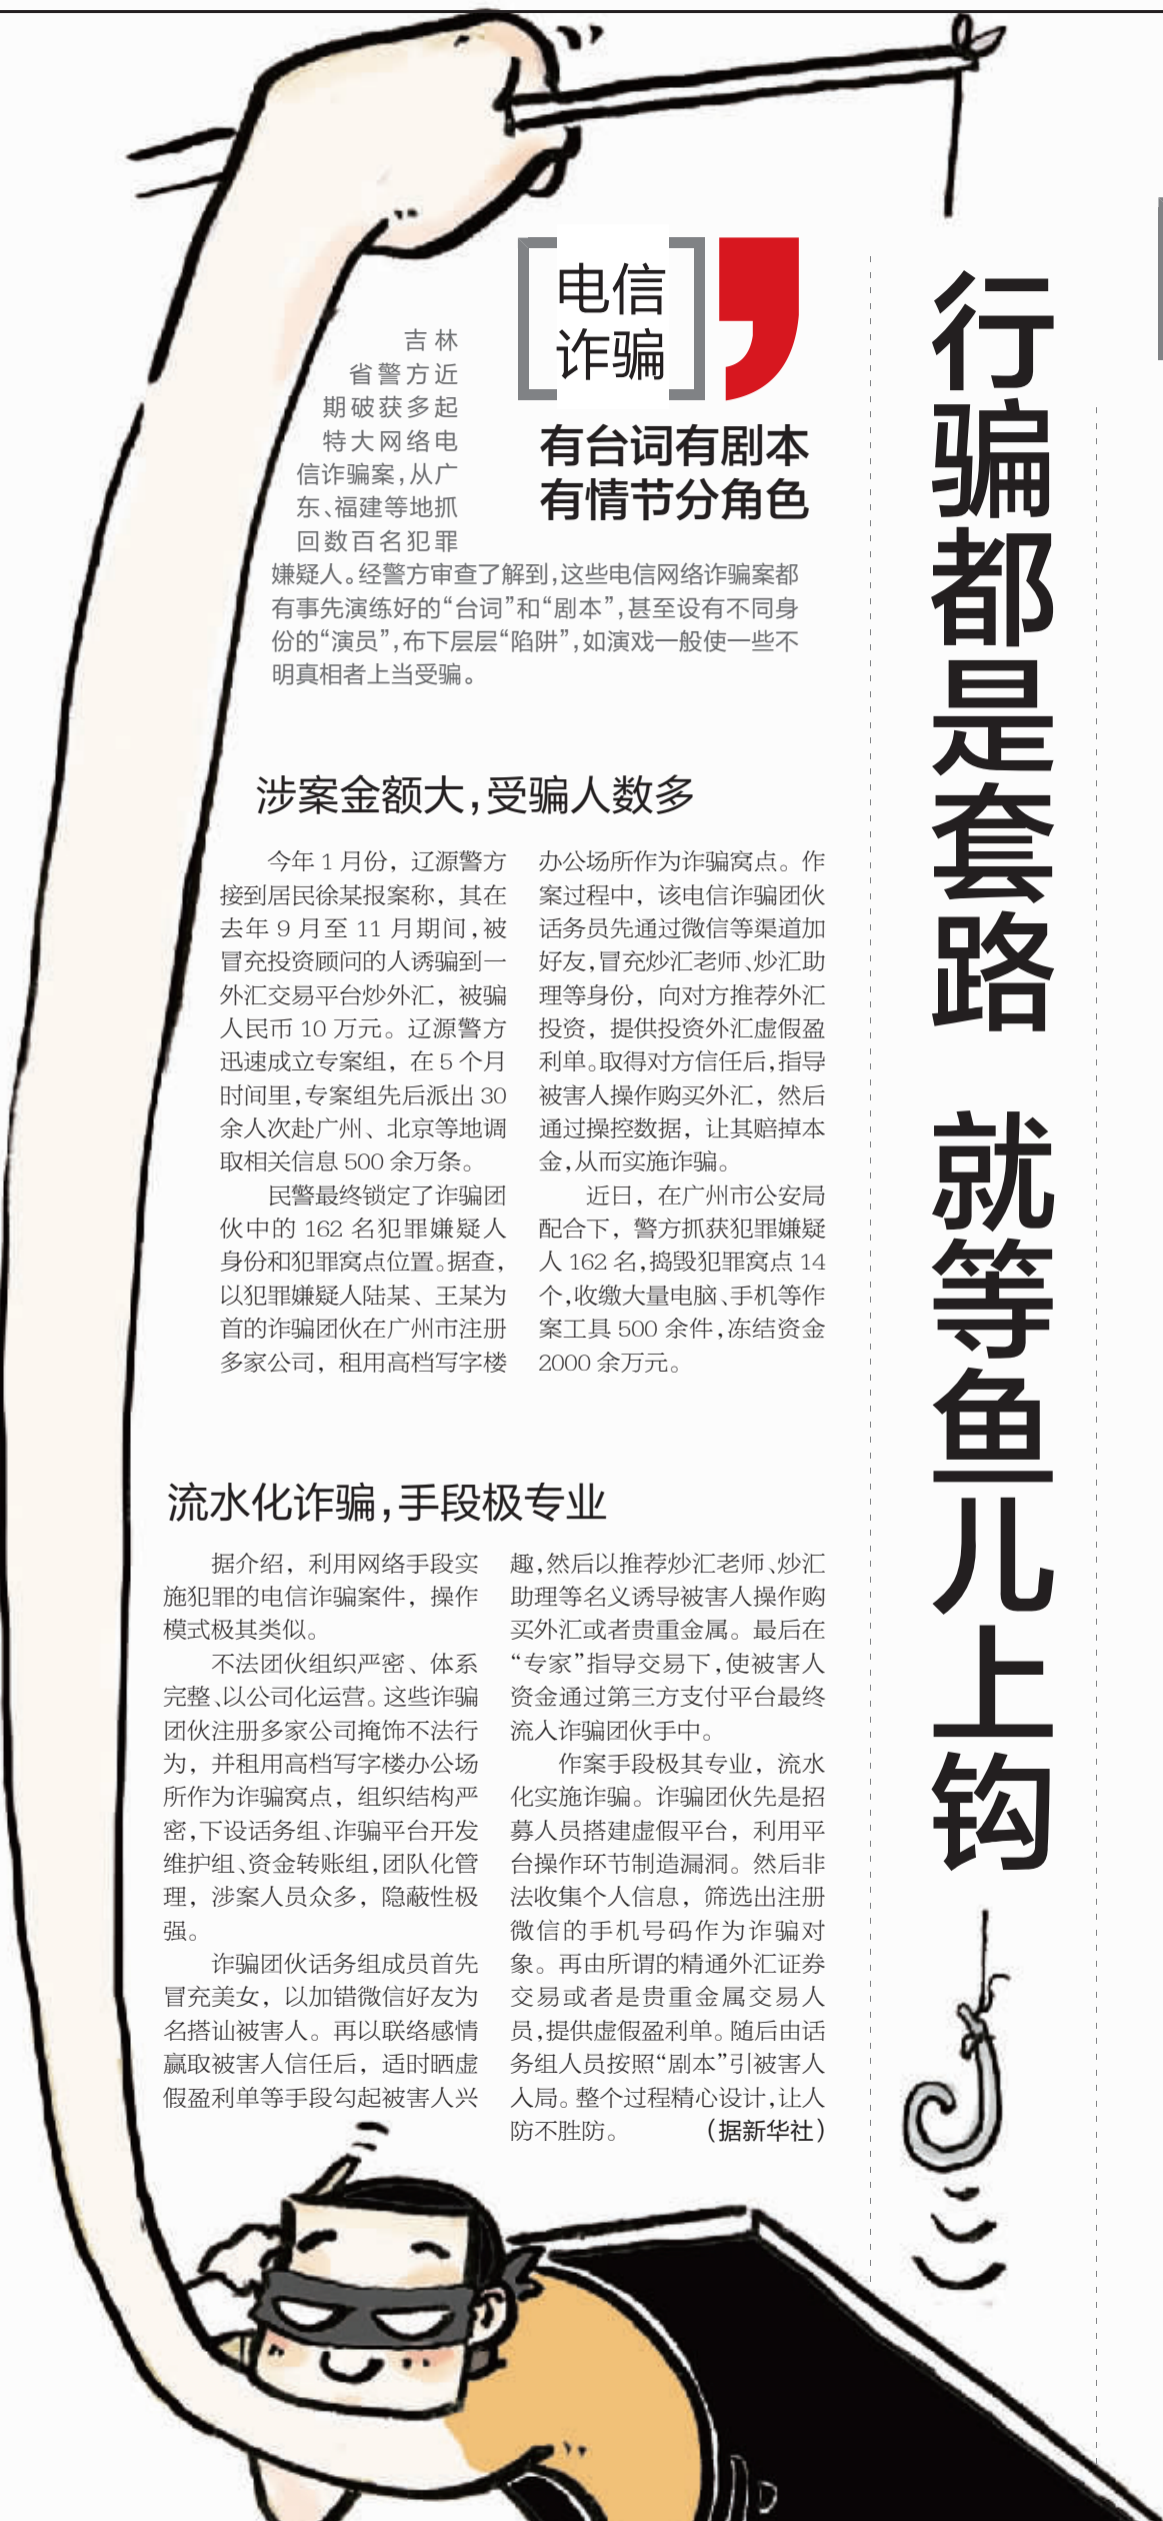 行骗都是套路 就等鱼儿上钩
电信
诈骗
有台词有剧本
有情节分角色
吉林
省警方近
期破获多起
特大网络电
信诈骗案,从广
东、福建等地抓
回数百名犯罪
嫌疑人。经警方审查了解到,这些电信网络诈骗案都
有事先演练好的“台词”和“剧本”,甚至设有不同身
份的“演员”,布下层层“陷阱”,如演戏一般使一些不
明真相者上当受骗。
涉案金额大,受骗人数多
今年 1 月份，辽源警方
接到居民徐某报案称，其在
去年 9 月至 11 月期间,被
冒充投资顾问的人诱骗到一
外汇交易平台炒外汇，被骗
人民币 10 万元。辽源警方
迅速成立专案组，在 5 个月
时间里,专案组先后派出 30
余人次赴广州、北京等地调
取相关信息 500 余万条。
民警最终锁定了诈骗团
伙中的 162 名犯罪嫌疑人
身份和犯罪窝点位置。据查,
以犯罪嫌疑人陆某、王某为
首的诈骗团伙在广州市注册
多家公司，租用高档写字楼
办公场所作为诈骗窝点。作
案过程中，该电信诈骗团伙
话务员先通过微信等渠道加
好友,冒充炒汇老师、炒汇助
理等身份，向对方推荐外汇
投资，提供投资外汇虚假盈
利单。取得对方信任后,指导
被害人操作购买外汇，然后
通过操控数据，让其赔掉本
金,从而实施诈骗。
近日，在广州市公安局
配合下，警方抓获犯罪嫌疑
人 162 名,捣毁犯罪窝点 14
个,收缴大量电脑、手机等作
案工具 500 余件,冻结资金
2000 余万元。
流水化诈骗,手段极专业
据介绍，利用网络手段实
施犯罪的电信诈骗案件，操作
模式极其类似。
不法团伙组织严密、体系
完整、以公司化运营。这些诈骗
团伙注册多家公司掩饰不法行
为，并租用高档写字楼办公场
所作为诈骗窝点，组织结构严
密,下设话务组、诈骗平台开发
维护组、资金转账组,团队化管
理，涉案人员众多，隐蔽性极
强。
诈骗团伙话务组成员首先
冒充美女，以加错微信好友为
名搭讪被害人。再以联络感情
赢取被害人信任后，适时晒虚
假盈利单等手段勾起被害人兴
趣,然后以推荐炒汇老师、炒汇
助理等名义诱导被害人操作购
买外汇或者贵重金属。最后在
“专家”指导交易下,使被害人
资金通过第三方支付平台最终
流入诈骗团伙手中。
作案手段极其专业，流水
化实施诈骗。诈骗团伙先是招
募人员搭建虚假平台，利用平
台操作环节制造漏洞。然后非
法收集个人信息，筛选出注册
微信的手机号码作为诈骗对
象。再由所谓的精通外汇证券
交易或者是贵重金属交易人
员,提供虚假盈利单。随后由话
务组人员按照“剧本”引被害人
入局。整个过程精心设计,让人
防不胜防。 （据新华社）